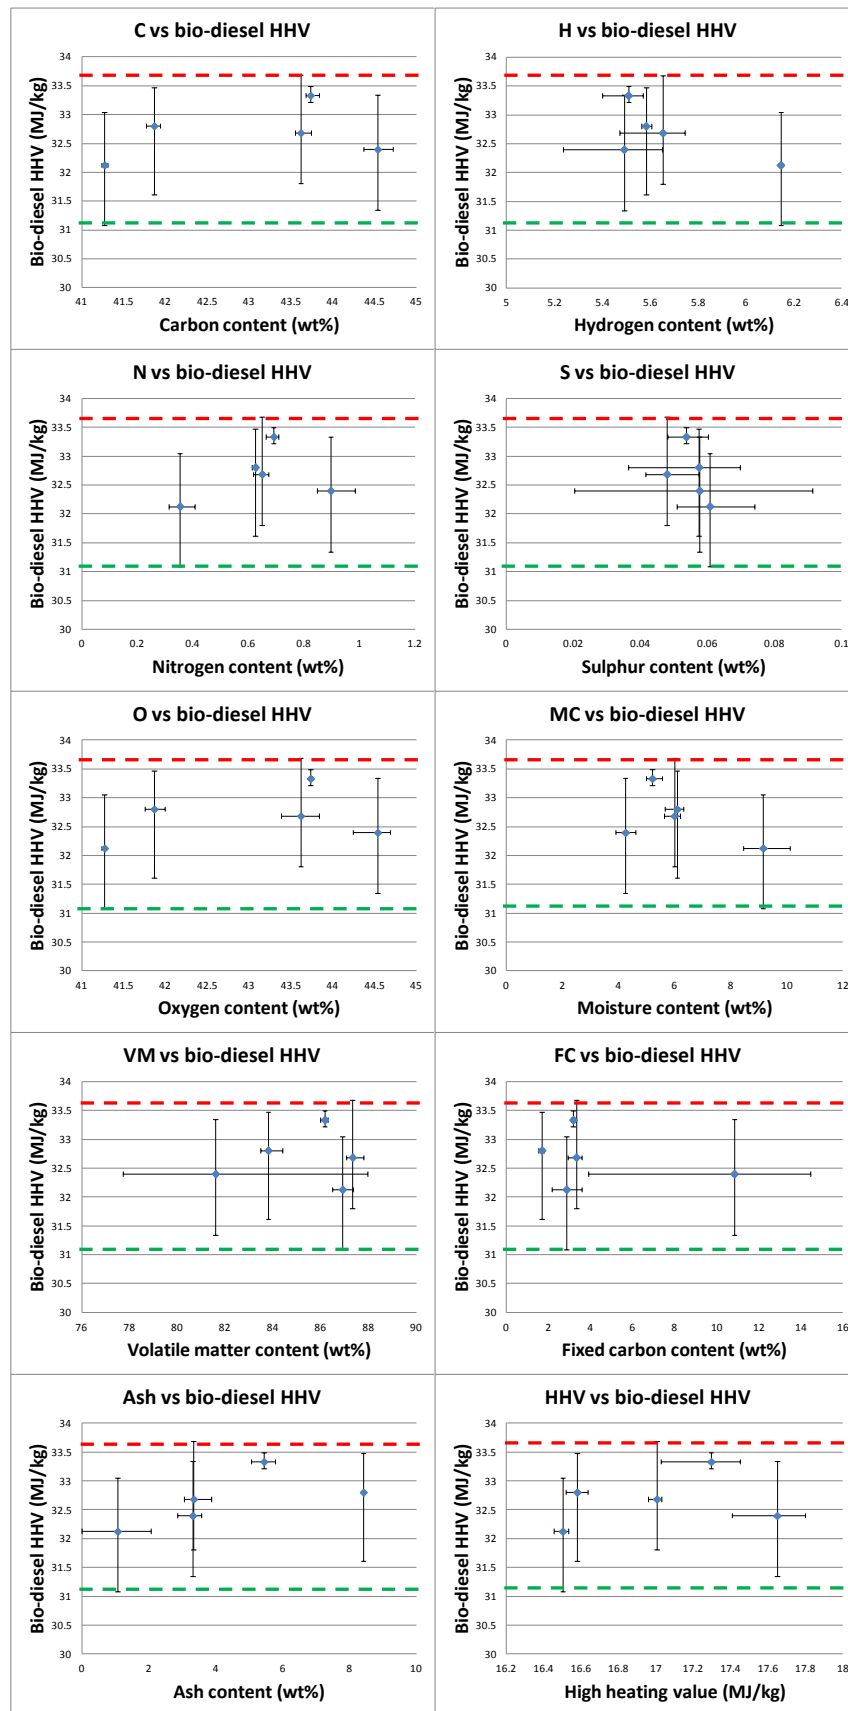 C vs bio-diesel HHV
Bio-diesel HHV (MJ/kg)
34
33.5
33
32.5
32
31.5
31
30.5
30
41 41.5 42 42.5 43 43.5 44 44.5 45
Carbon content (wt%)
H vs bio-diesel HHV
Bio-diesel HHV (MJ/kg)
34
33.5
33
32.5
32
31.5
31
30.5
30
5 5.2 5.4 5.6 5.8 6 6.2 6.4
Hydrogen content (wt%)
N vs bio-diesel HHV
Bio-diesel HHV (MJ/kg)
34
33.5
33
32.5
32
31.5
31
30.5
30
0 0.2 0.4 0.6 0.8 1 1.2
Nitrogen content (wt%)
S vs bio-diesel HHV
Bio-diesel HHV (MJ/kg)
34
33.5
33
32.5
32
31.5
31
30.5
30
0 0.02 0.04 0.06 0.08 0.1
Sulphur content (wt%)
O vs bio-diesel HHV
Bio-diesel HHV (MJ/kg)
34
33.5
33
32.5
32
31.5
31
30.5
30
41 41.5 42 42.5 43 43.5 44 44.5 45
Oxygen content (wt%)
MC vs bio-diesel HHV
Bio-diesel HHV (MJ/kg)
34
33.5
33
32.5
32
31.5
31
30.5
30
0 2 4 6 8 10 12
Moisture content (wt%)
VM vs bio-diesel HHV
Bio-diesel HHV (MJ/kg)
34
33.5
33
32.5
32
31.5
31
30.5
30
76 78 80 82 84 86 88 90
Volatile matter content (wt%)
FC vs bio-diesel HHV
Bio-diesel HHV (MJ/kg)
34
33.5
33
32.5
32
31.5
31
30.5
30
0 2 4 6 8 10 12 14 16
Fixed carbon content (wt%)
Ash vs bio-diesel HHV
Bio-diesel HHV (MJ/kg)
34
33.5
33
32.5
32
31.5
31
30.5
30
0 2 4 6 8 10
Ash content (wt%)
HHV vs bio-diesel HHV
Bio-diesel HHV (MJ/kg)
34
33.5
33
32.5
32
31.5
31
30.5
30
16.2 16.4 16.6 16.8 17 17.2 17.4 17.6 17.8 18
High heating value (MJ/kg)